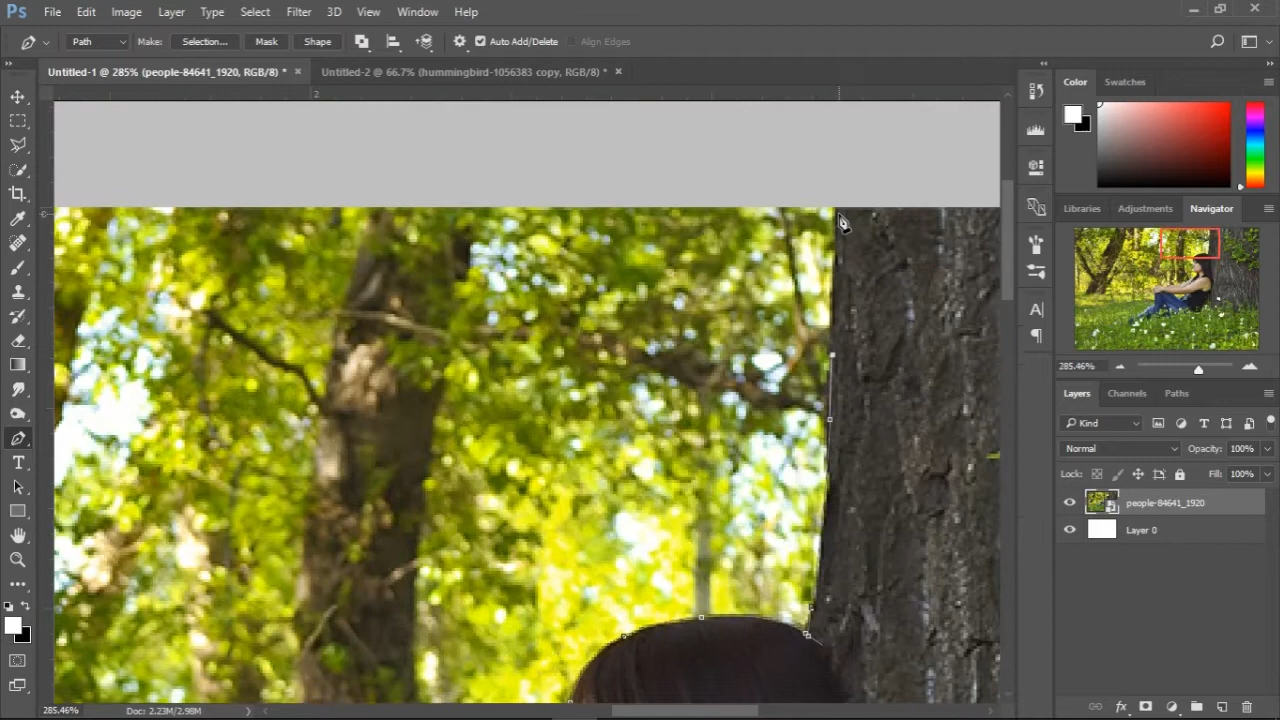 Ps File Edit Image Layer Type Select Filter 3D View Window Help
Path Make: Selection... Mask Shape Auto Add/Delete Align Edges
Untitled-1 @ 285% (people-84641_1920, RGB/8) * Untitled-2 @ 66.7% (hummingbird-1056383 copy, RGB/8) *
2
Color Swatches
Libraries Adjustments Navigator
285.46%
Layers Channels Paths
Kind
Normal Opacity: 100%
Lock: Fill: 100%
people-84641_1920
Layer 0
285.46% Doc: 2.23M/2.98M